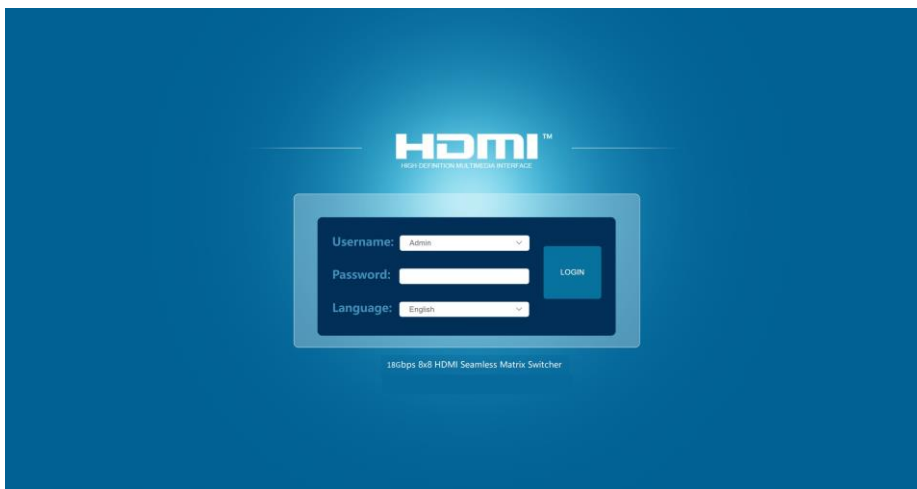 HDMI™
HIGH DEFINITION MULTIMEDIA INTERFACE
Username: Admin
Password:
LOGIN
Language: English
18Gbps 8x8 HDMI Seamless Matrix Switcher